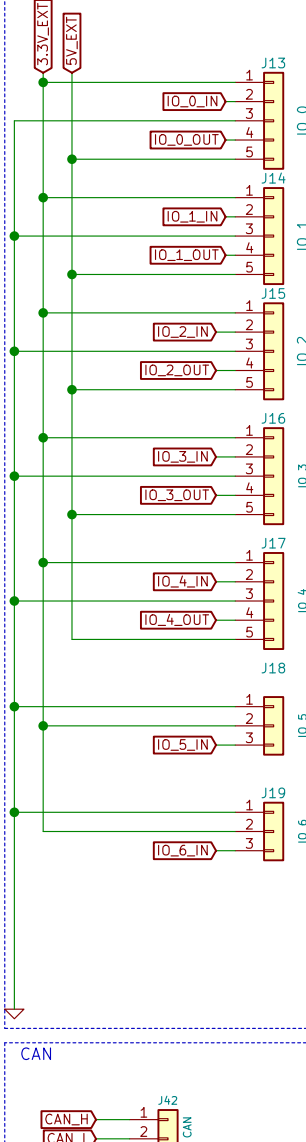 3.3V_EXT
5V_EXT
J13
1
IO_0_IN 2
3
IO_0_OUT 4
5
IO_0
J14
1
IO_1_IN 2
3
IO_1_OUT 4
5
IO_1
J15
1
IO_2_IN 2
3
IO_2_OUT 4
5
IO_2
J16
1
IO_3_IN 2
3
IO_3_OUT 4
5
IO_3
J17
1
IO_4_IN 2
3
IO_4_OUT 4
5
IO_4
J18
1
2
IO_5_IN 3
IO_5
J19
1
2
IO_6_IN 3
IO_6
CAN
J42
CAN_H 1
CAN_L 2
CAN